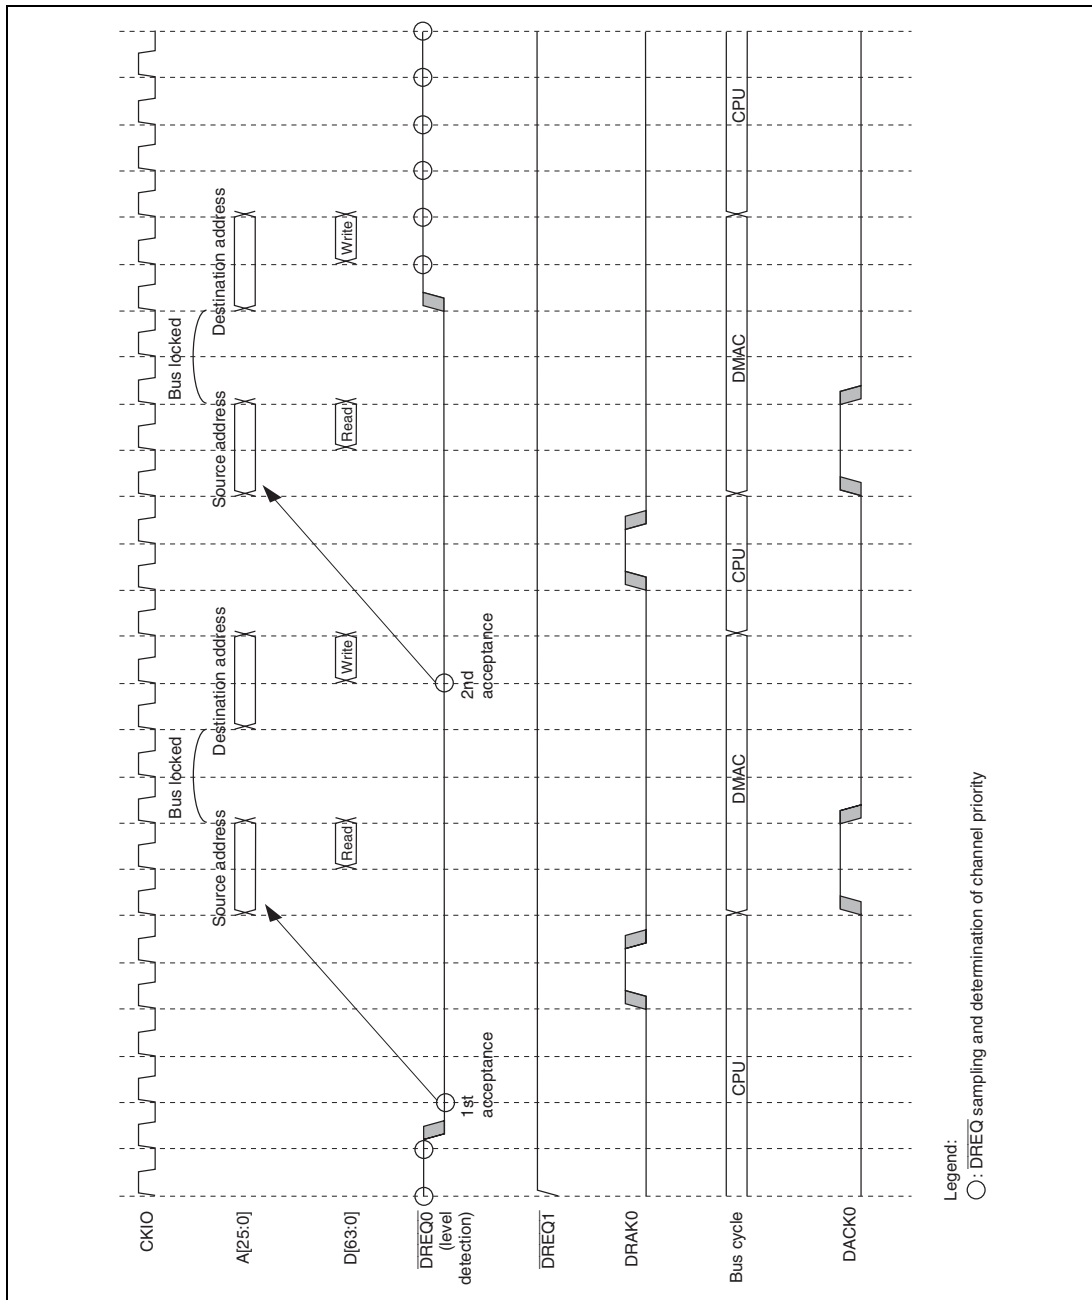 CKIO
Bus locked
Bus locked
Source address
Destination address
Source address
Destination address
A[25:0]
Read
Write
Read
Write
D[63:0]
DREQ0
(level
detection)
1st
acceptance
2nd
acceptance
DREQ1
DRAK0
CPU
DMAC
CPU
DMAC
CPU
Bus cycle
DACK0
Legend:
: DREQ sampling and determination of channel priority